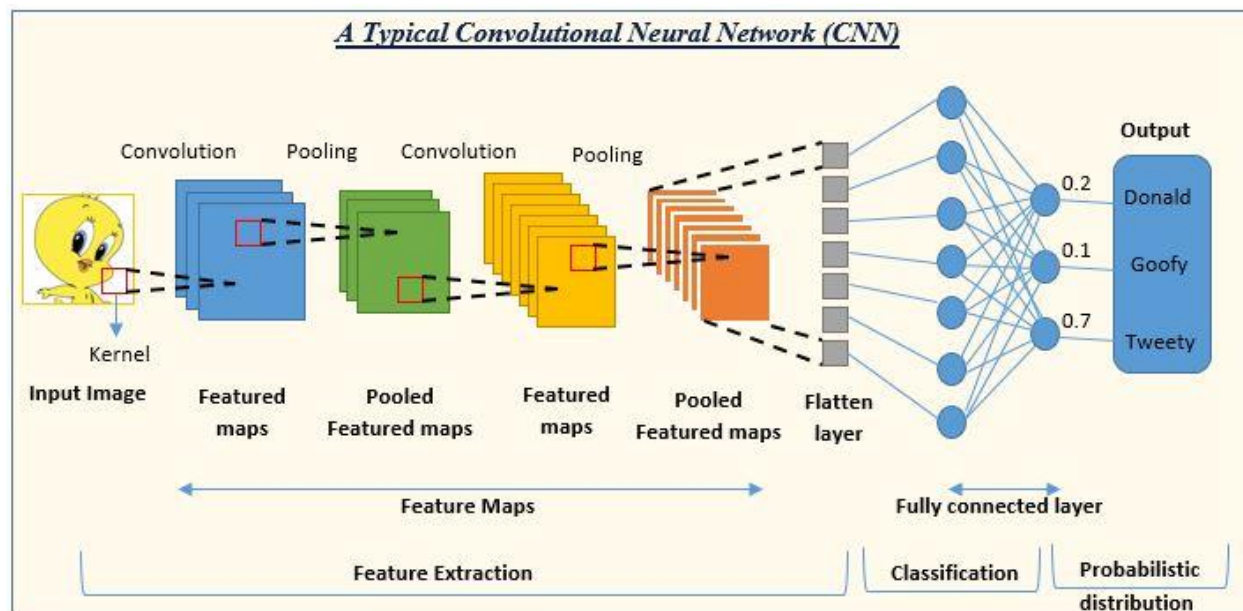 A Typical Convolutional Neural Network (CNN)
Convolution
Pooling
Convolution
Pooling
Output
0.2
Donald
0.1
Goofy
0.7
Tweety
Kernel
Input Image
Featured
maps
Pooled
Featured maps
Featured
maps
Pooled
Featured maps
Flatten
layer
Feature Maps
Fully connected layer
Feature Extraction
Classification
Probabilistic
distribution